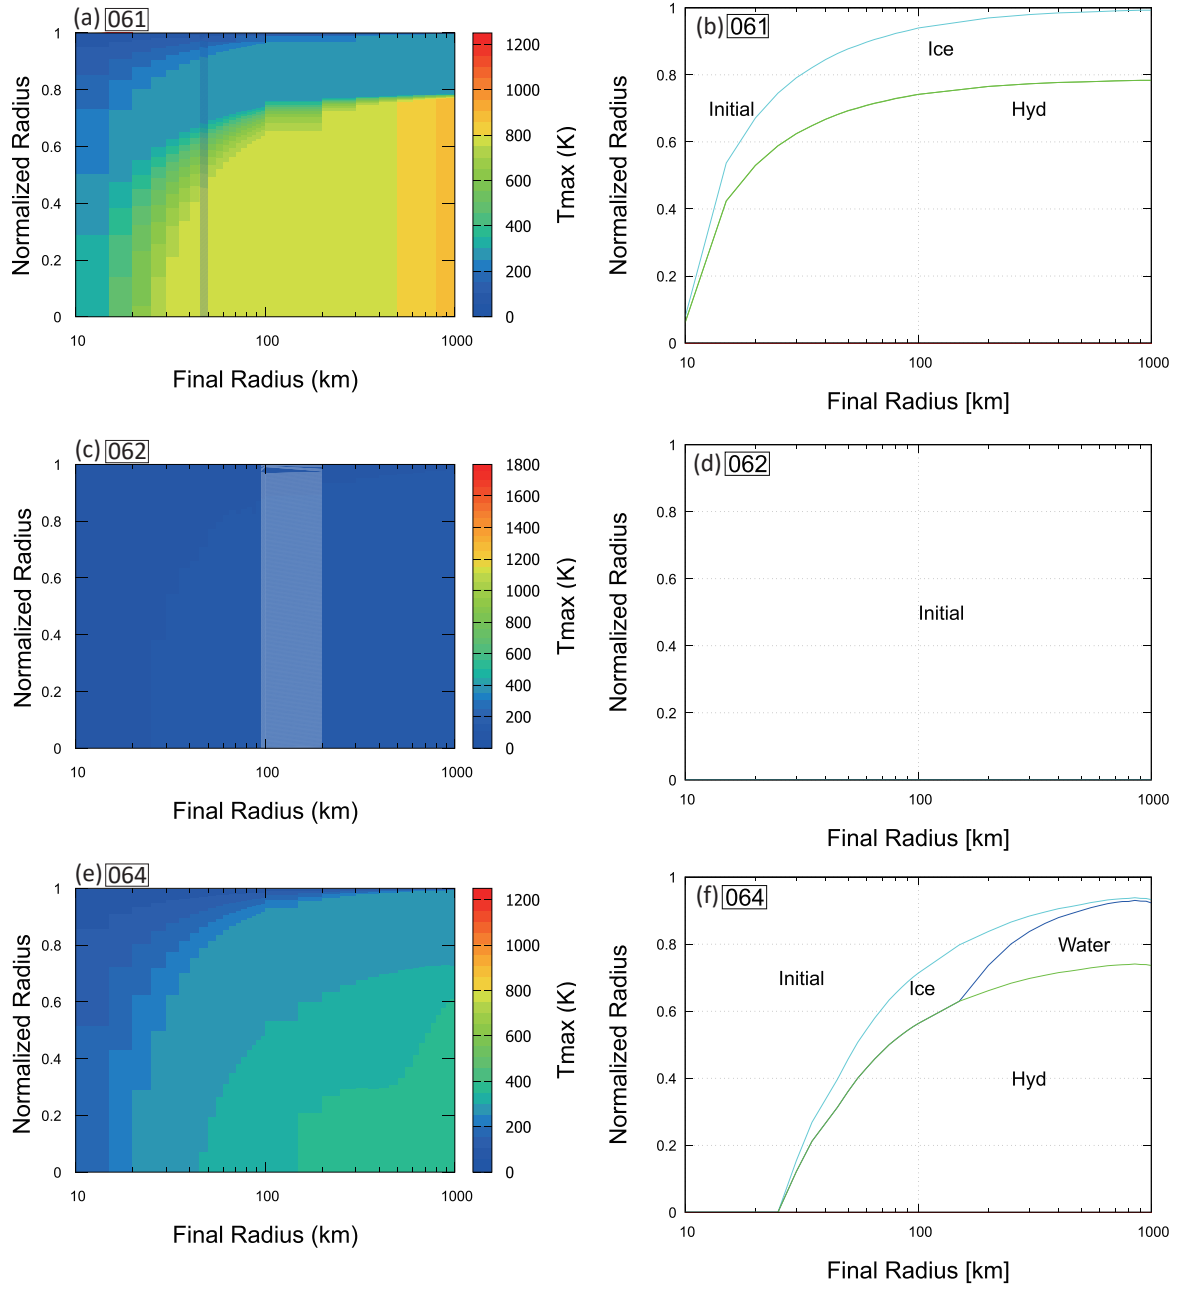 (a) 061
1
0.8
0.6
0.4
0.2
0
Normalized Radius
10
100
1000
Final Radius (km)
1200
1000
800
600
400
200
0
Tmax (K)
(b) 061
1
0.8
0.6
0.4
0.2
0
Normalized Radius
Initial
Ice
Hyd
10
100
1000
Final Radius [km]
(c) 062
1
0.8
0.6
0.4
0.2
0
Normalized Radius
10
100
1000
Final Radius (km)
1800
1600
1400
1200
1000
800
600
400
200
0
Tmax (K)
(d) 062
1
0.8
0.6
0.4
0.2
0
Normalized Radius
Initial
10
100
1000
Final Radius [km]
(e) 064
1
0.8
0.6
0.4
0.2
0
Normalized Radius
10
100
1000
Final Radius (km)
1200
1000
800
600
400
200
0
Tmax (K)
(f) 064
1
0.8
0.6
0.4
0.2
0
Normalized Radius
Initial
Ice
Water
Hyd
10
100
1000
Final Radius [km]